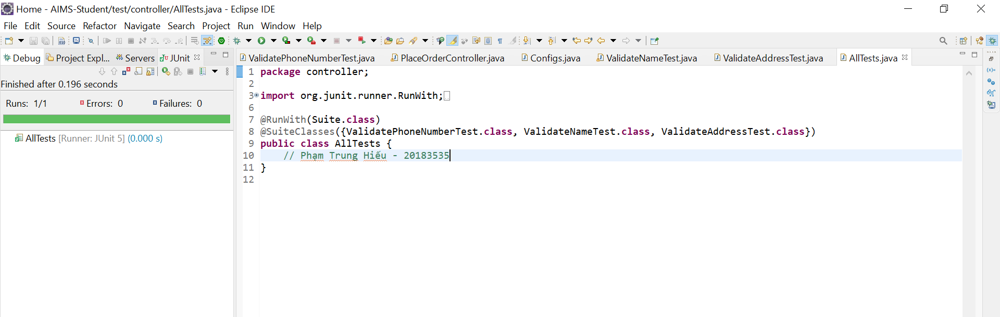 Home - AIMS-Student/test/controller/AllTests.java - Eclipse IDE
File Edit Source Refactor Navigate Search Project Run Window Help
Debug Project Expl... Servers JUnit
ValidatePhoneNumberTest.java PlaceOrderController.java Configs.java ValidateNameTest.java ValidateAddressTest.java AllTests.java
Finished after 0.196 seconds
Runs: 1/1 Errors: 0 Failures: 0
AllTests [Runner: JUnit 5] (0.000 s)
1 package controller;
2
3 import org.junit.runner.RunWith;
6
7 @RunWith(Suite.class)
8 @SuiteClasses({ValidatePhoneNumberTest.class, ValidateNameTest.class, ValidateAddressTest.class})
9 public class AllTests {
10 // Phạm Trung Hiếu - 20183535
11 }
12